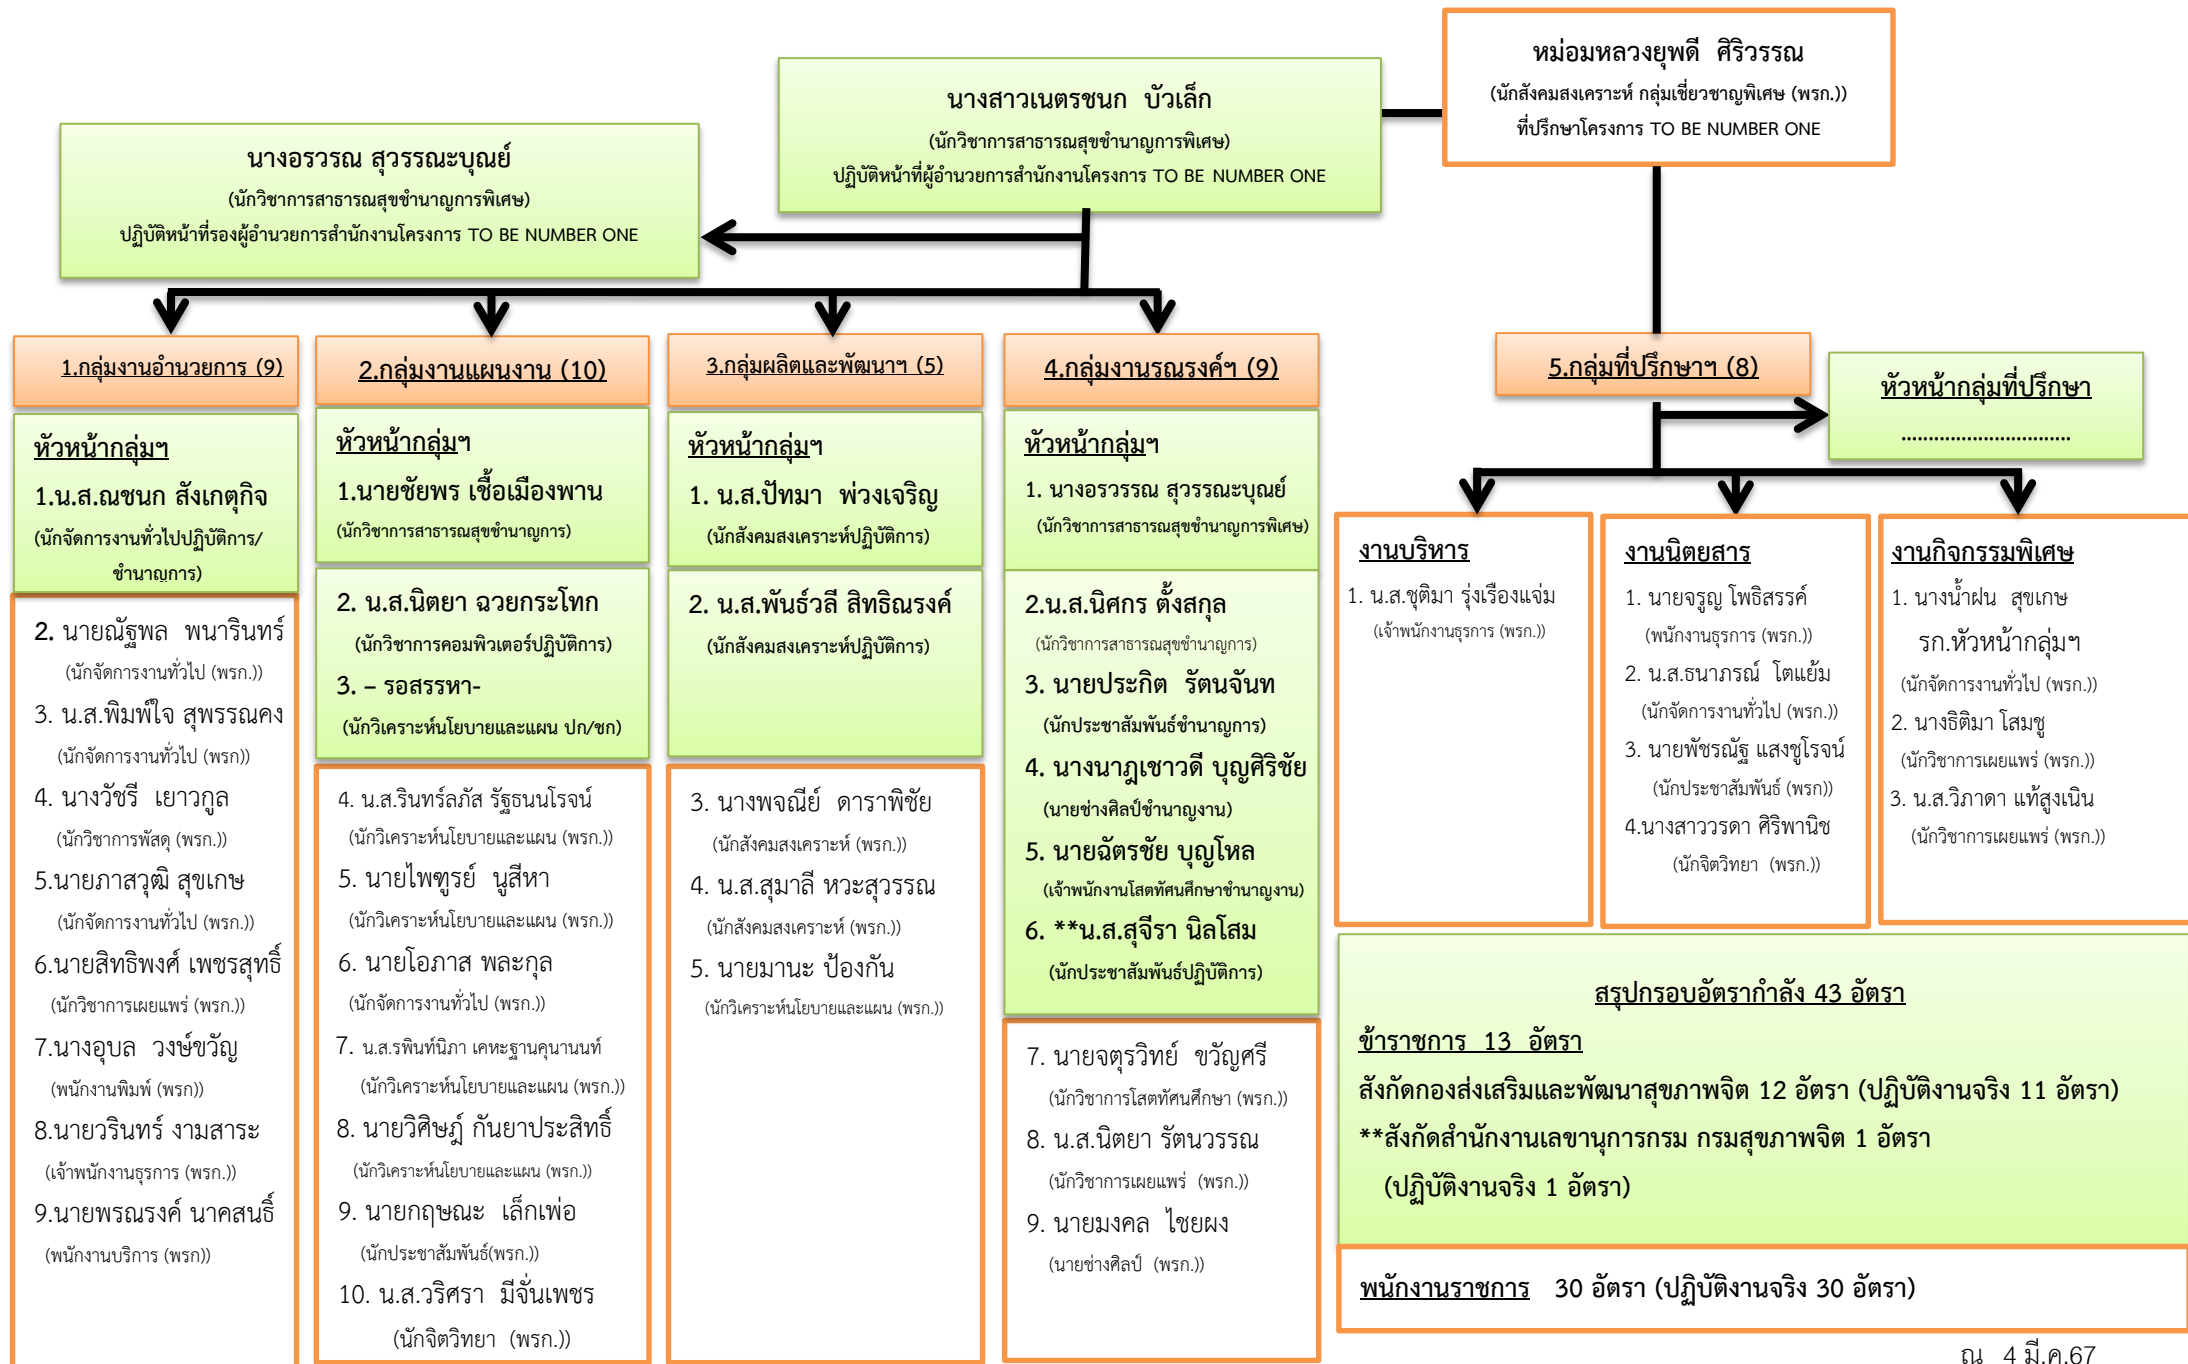 หม่อมหลวงยุพดี ศิริวรรณ
(นักสังคมสงเคราะห์ กลุ่มเชี่ยวชาญพิเศษ (พรก.))
ที่ปรึกษาโครงการ TO BE NUMBER ONE
นางสาวเนตรชนก บัวเล็ก
(นักวิชาการสาธารณสุขชำนาญการพิเศษ)
ปฏิบัติหน้าที่ผู้อำนวยการสำนักงานโครงการ TO BE NUMBER ONE
นางอรวรณ สุวรรณะบุณย์
(นักวิชาการสาธารณสุขชำนาญการพิเศษ)
ปฏิบัติหน้าที่รองผู้อำนวยการสำนักงานโครงการ TO BE NUMBER ONE
1.กลุ่มงานอำนวยการ (9)
หัวหน้ากลุ่มฯ
1.น.ส.ณชนก สังเกตุกิจ
(นักจัดการงานทั่วไปปฏิบัติการ/
ชำนาญการ)
2. นายณัฐพล พนารินทร์
(นักจัดการงานทั่วไป (พรก.))
3. น.ส.พิมพ์ใจ สุพรรณคง
(นักจัดการงานทั่วไป (พรก))
4. นางวัชรี เยาวกูล
(นักวิชาการพัสดุ (พรก.))
5.นายภาสวุฒิ สุขเกษ
(นักจัดการงานทั่วไป (พรก.))
6.นายสิทธิพงศ์ เพชรสุทธิ์
(นักวิชาการเผยแพร่ (พรก.))
7.นางอุบล วงษ์ขวัญ
(พนักงานพิมพ์ (พรก))
8.นายวรินทร์ งามสาระ
(เจ้าพนักงานธุรการ (พรก.))
9.นายพรณรงค์ นาคสนธิ์
(พนักงานบริการ (พรก))
2.กลุ่มงานแผนงาน (10)
หัวหน้ากลุ่มฯ
1.นายชัยพร เชื้อเมืองพาน
(นักวิชาการสาธารณสุขชำนาญการ)
2. น.ส.นิตยา ฉวยกระโทก
(นักวิชาการคอมพิวเตอร์ปฏิบัติการ)
3. – รอสรรหา-
(นักวิเคราะห์นโยบายและแผน ปก/ชก)
4. น.ส.รินทร์ลภัส รัฐธนนโรจน์
(นักวิเคราะห์นโยบายและแผน (พรก.))
5. นายไพฑูรย์ นูสีหา
(นักวิเคราะห์นโยบายและแผน (พรก.))
6. นายโอภาส พละกุล
(นักจัดการงานทั่วไป (พรก.))
7. น.ส.รพินท์นิภา เคหะฐานคุนานนท์
(นักวิเคราะห์นโยบายและแผน (พรก.))
8. นายวิศิษฎ์ กันยาประสิทธิ์
(นักวิเคราะห์นโยบายและแผน (พรก.))
9. นายกฤษณะ เล็กเพ่อ
(นักประชาสัมพันธ์(พรก.))
10. น.ส.วริศรา มีจั่นเพชร
(นักจิตวิทยา (พรก.))
3.กลุ่มผลิตและพัฒนาฯ (5)
หัวหน้ากลุ่มฯ
1. น.ส.ปัทมา พ่วงเจริญ
(นักสังคมสงเคราะห์ปฏิบัติการ)
2. น.ส.พันธ์วลี สิทธิณรงค์
(นักสังคมสงเคราะห์ปฏิบัติการ)
3. นางพจณีย์ ดาราพิชัย
(นักสังคมสงเคราะห์ (พรก.))
4. น.ส.สุมาลี หวะสุวรรณ
(นักสังคมสงเคราะห์ (พรก.))
5. นายมานะ ป้องกัน
(นักวิเคราะห์นโยบายและแผน (พรก.))
4.กลุ่มงานรณรงค์ฯ (9)
หัวหน้ากลุ่มฯ
1. นางอรวรรณ สุวรรณะบุณย์
(นักวิชาการสาธารณสุขชำนาญการพิเศษ)
2.น.ส.นิศกร ตั้งสกุล
(นักวิชาการสาธารณสุขชำนาญการ)
3. นายประกิต รัตนจันท
(นักประชาสัมพันธ์ชำนาญการ)
4. นางนาฎเชาวดี บุญศิริชัย
(นายช่างศิลป์ชำนาญงาน)
5. นายฉัตรชัย บุญโหล
(เจ้าพนักงานโสตทัศนศึกษาชำนาญงาน)
6. **น.ส.สุจีรา นิลโสม
(นักประชาสัมพันธ์ปฏิบัติการ)
7. นายจตุรวิทย์ ขวัญศรี
(นักวิชาการโสตทัศนศึกษา (พรก.))
8. น.ส.นิตยา รัตนวรรณ
(นักวิชาการเผยแพร่ (พรก.))
9. นายมงคล ไชยผง
(นายช่างศิลป์ (พรก.))
5.กลุ่มที่ปรึกษาฯ (8)
หัวหน้ากลุ่มที่ปรึกษา
...............................
งานบริหาร
1. น.ส.ชุติมา รุ่งเรืองแจ่ม
(เจ้าพนักงานธุรการ (พรก.))
งานนิตยสาร
1. นายจรูญ โพธิสรรค์
(พนักงานธุรการ (พรก.))
2. น.ส.ธนาภรณ์ โตแย้ม
(นักจัดการงานทั่วไป (พรก.))
3. นายพัชรณัฐ แสงชูโรจน์
(นักประชาสัมพันธ์ (พรก))
4.นางสาววรดา ศิริพานิช
(นักจิตวิทยา (พรก.))
งานกิจกรรมพิเศษ
1. นางน้ำฝน สุขเกษ
รก.หัวหน้ากลุ่มฯ
(นักจัดการงานทั่วไป (พรก.))
2. นางธิติมา โสมชู
(นักวิชาการเผยแพร่ (พรก.))
3. น.ส.วิภาดา แท้สูงเนิน
(นักวิชาการเผยแพร่ (พรก.))
สรุปกรอบอัตรากำลัง 43 อัตรา
ข้าราชการ 13 อัตรา
สังกัดกองส่งเสริมและพัฒนาสุขภาพจิต 12 อัตรา (ปฏิบัติงานจริง 11 อัตรา)
**สังกัดสำนักงานเลขานุการกรม กรมสุขภาพจิต 1 อัตรา
(ปฏิบัติงานจริง 1 อัตรา)
พนักงานราชการ 30 อัตรา (ปฏิบัติงานจริง 30 อัตรา)
ณ 4 มี.ค.67